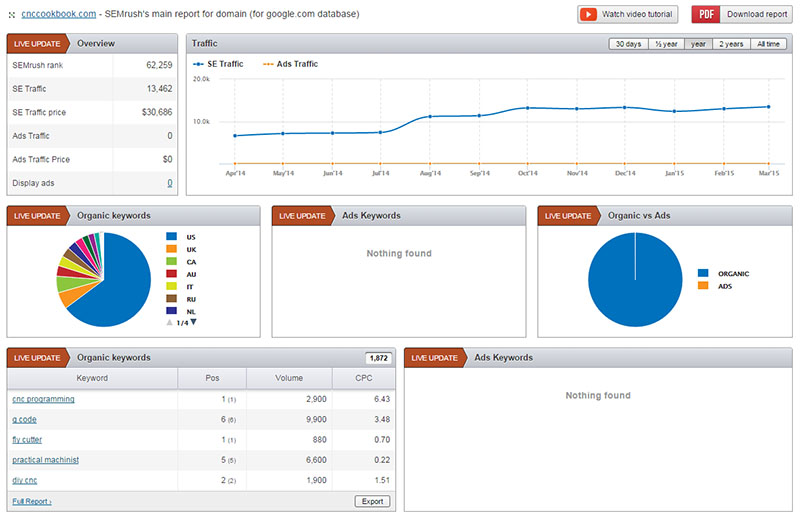 cnccookbook.com - SEMrush's main report for domain (for google.com database)
Watch video tutorial
PDF Download report
LIVE UPDATE Overview
SEMrush rank 62,259
SE Traffic 13,462
SE Traffic price $30,686
Ads Traffic 0
Ads Traffic Price $0
Display ads 0
Traffic
30 days ½ year year 2 years All time
SE Traffic Ads Traffic
20.0k
10.0k
Apr'14 May'14 Jun'14 Jul'14 Aug'14 Sep'14 Oct'14 Nov'14 Dec'14 Jan'15 Feb'15 Mar'15
LIVE UPDATE Organic keywords
US
UK
CA
AU
IT
RU
NL
1/4
LIVE UPDATE Ads Keywords
Nothing found
LIVE UPDATE Organic vs Ads
ORGANIC
ADS
LIVE UPDATE Organic keywords 1,872
Keyword Pos Volume CPC
cnc programming 1 (1) 2,900 6.43
g code 6 (6) 9,900 3.48
fly cutter 1 (1) 880 0.70
practical machinist 5 (5) 6,600 0.22
diy cnc 2 (2) 1,900 1.51
Full Report › Export
LIVE UPDATE Ads Keywords
Nothing found